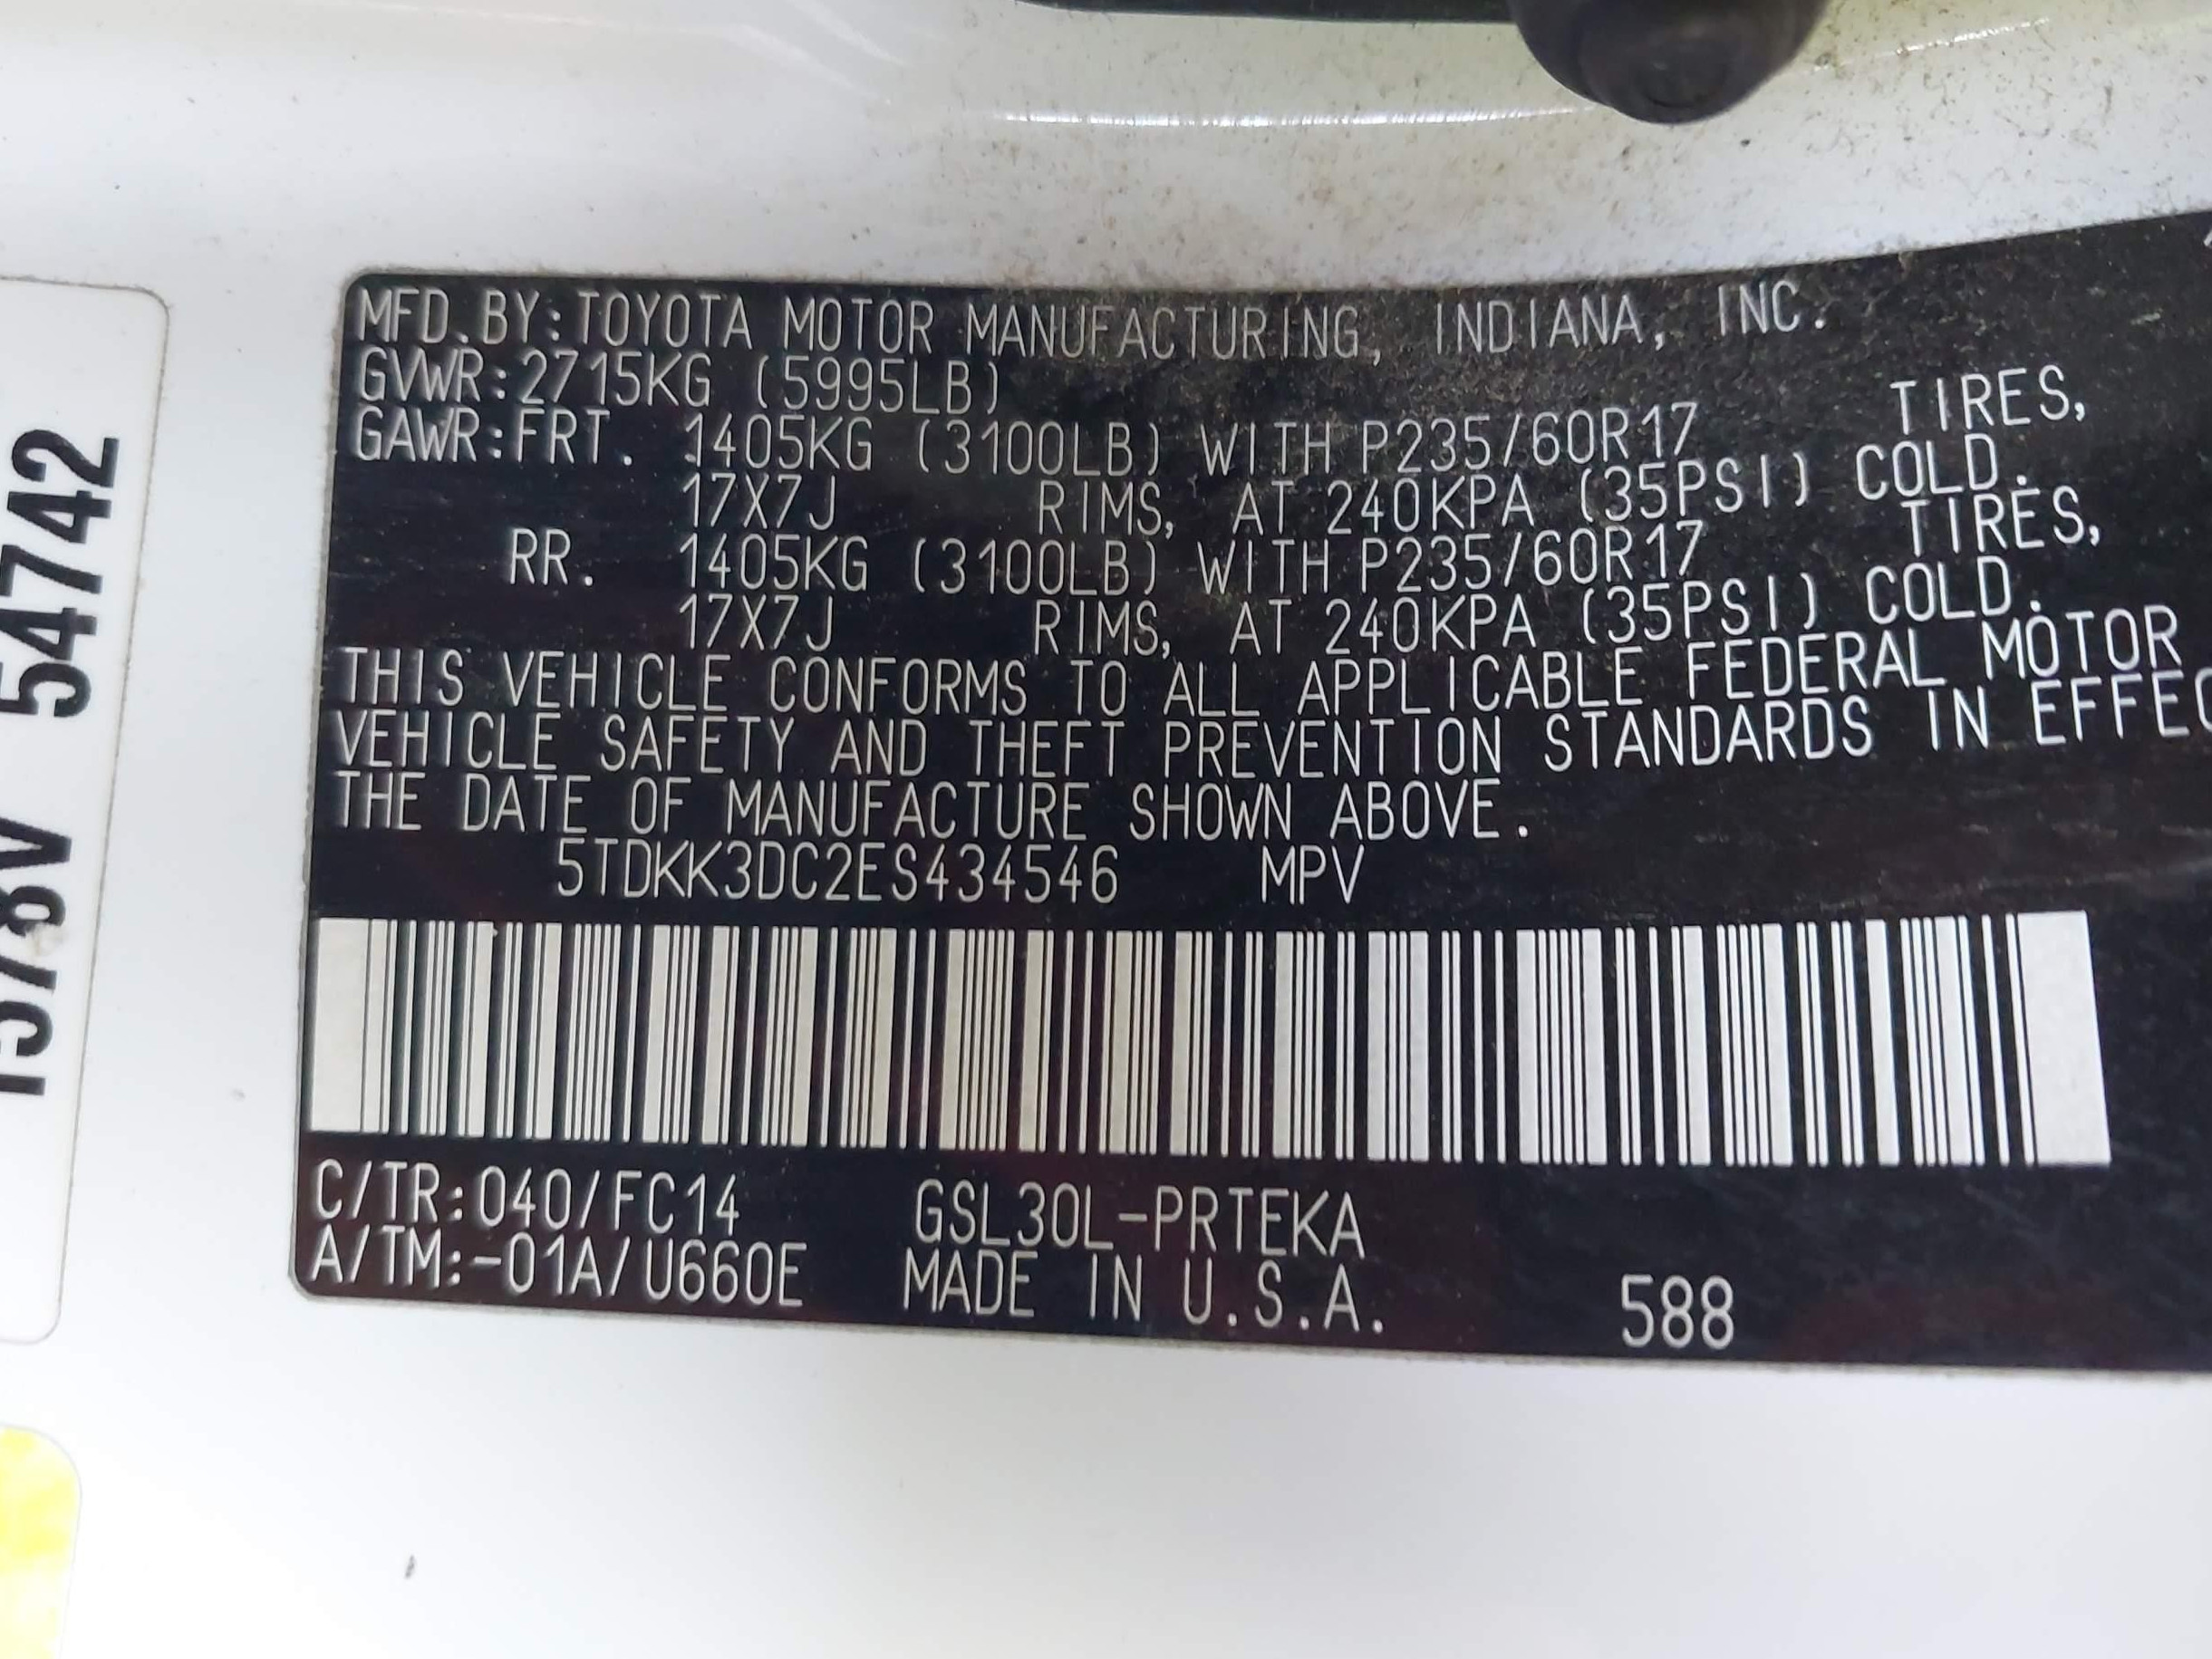 MFD.BY:TOYOTA MOTOR MANUFACTURING, INDIANA, INC.
GVWR:2715KG (5995LB)
GAWR:FRT. 1405KG (3100LB) WITH P235/60R17 TIRES,
17X7J RIMS, AT 240KPA (35PSI) COLD.
RR. 1405KG (3100LB) WITH P235/60R17 TIRES,
17X7J RIMS, AT 240KPA (35PSI) COLD.
THIS VEHICLE CONFORMS TO ALL APPLICABLE FEDERAL MOTOR
VEHICLE SAFETY AND THEFT PREVENTION STANDARDS IN EFFEC
THE DATE OF MANUFACTURE SHOWN ABOVE.
5TDKK3DC2ES434546 MPV
C/TR:040/FC14 GSL30L-PRTEKA
A/TM:-01A/U660E MADE IN U.S.A. 588
54742